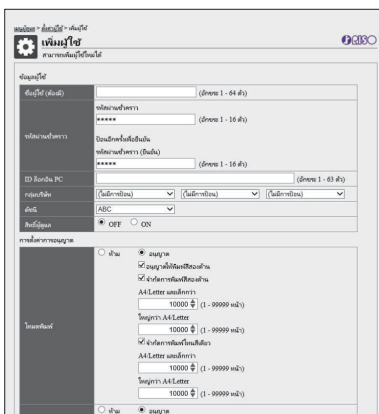 เมนูผู้ดูแล > ตั้งค่าผู้ใช้ > เพิ่มผู้ใช้
เพิ่มผู้ใช้
สามารถเพิ่มผู้ใช้ใหม่ได้
RISO
ข้อมูลผู้ใช้
ชื่อผู้ใช้ (ต้องมี) (อักขระ 1 - 64 ตัว)
รหัสผ่านชั่วคราว
รหัสผ่านชั่วคราว
***** (อักขระ 1 - 16 ตัว)
ป้อนอีกครั้งเพื่อยืนยัน
รหัสผ่านชั่วคราว (ยืนยัน)
***** (อักขระ 1 - 16 ตัว)
ID ล็อกอิน PC (อักขระ 1 - 63 ตัว)
กลุ่มบริษัท (ไม่มีการป้อน) (ไม่มีการป้อน) (ไม่มีการป้อน)
ดัชนี ABC
สิทธิ์ผู้ดูแล OFF ON
การตั้งค่าการอนุญาต
ห้าม อนุญาต
อนุญาตให้พิมพ์สีสองด้าน
จำกัดการพิมพ์สีสองด้าน
A4/Letter และเล็กกว่า
10000 (1 - 99999 หน้า)
ใหญ่กว่า A4/Letter
10000 (1 - 99999 หน้า)
โหมดพิมพ์
จำกัดการพิมพ์โทนสีเดียว
A4/Letter และเล็กกว่า
10000 (1 - 99999 หน้า)
ใหญ่กว่า A4/Letter
10000 (1 - 99999 หน้า)
ห้าม อนุญาต